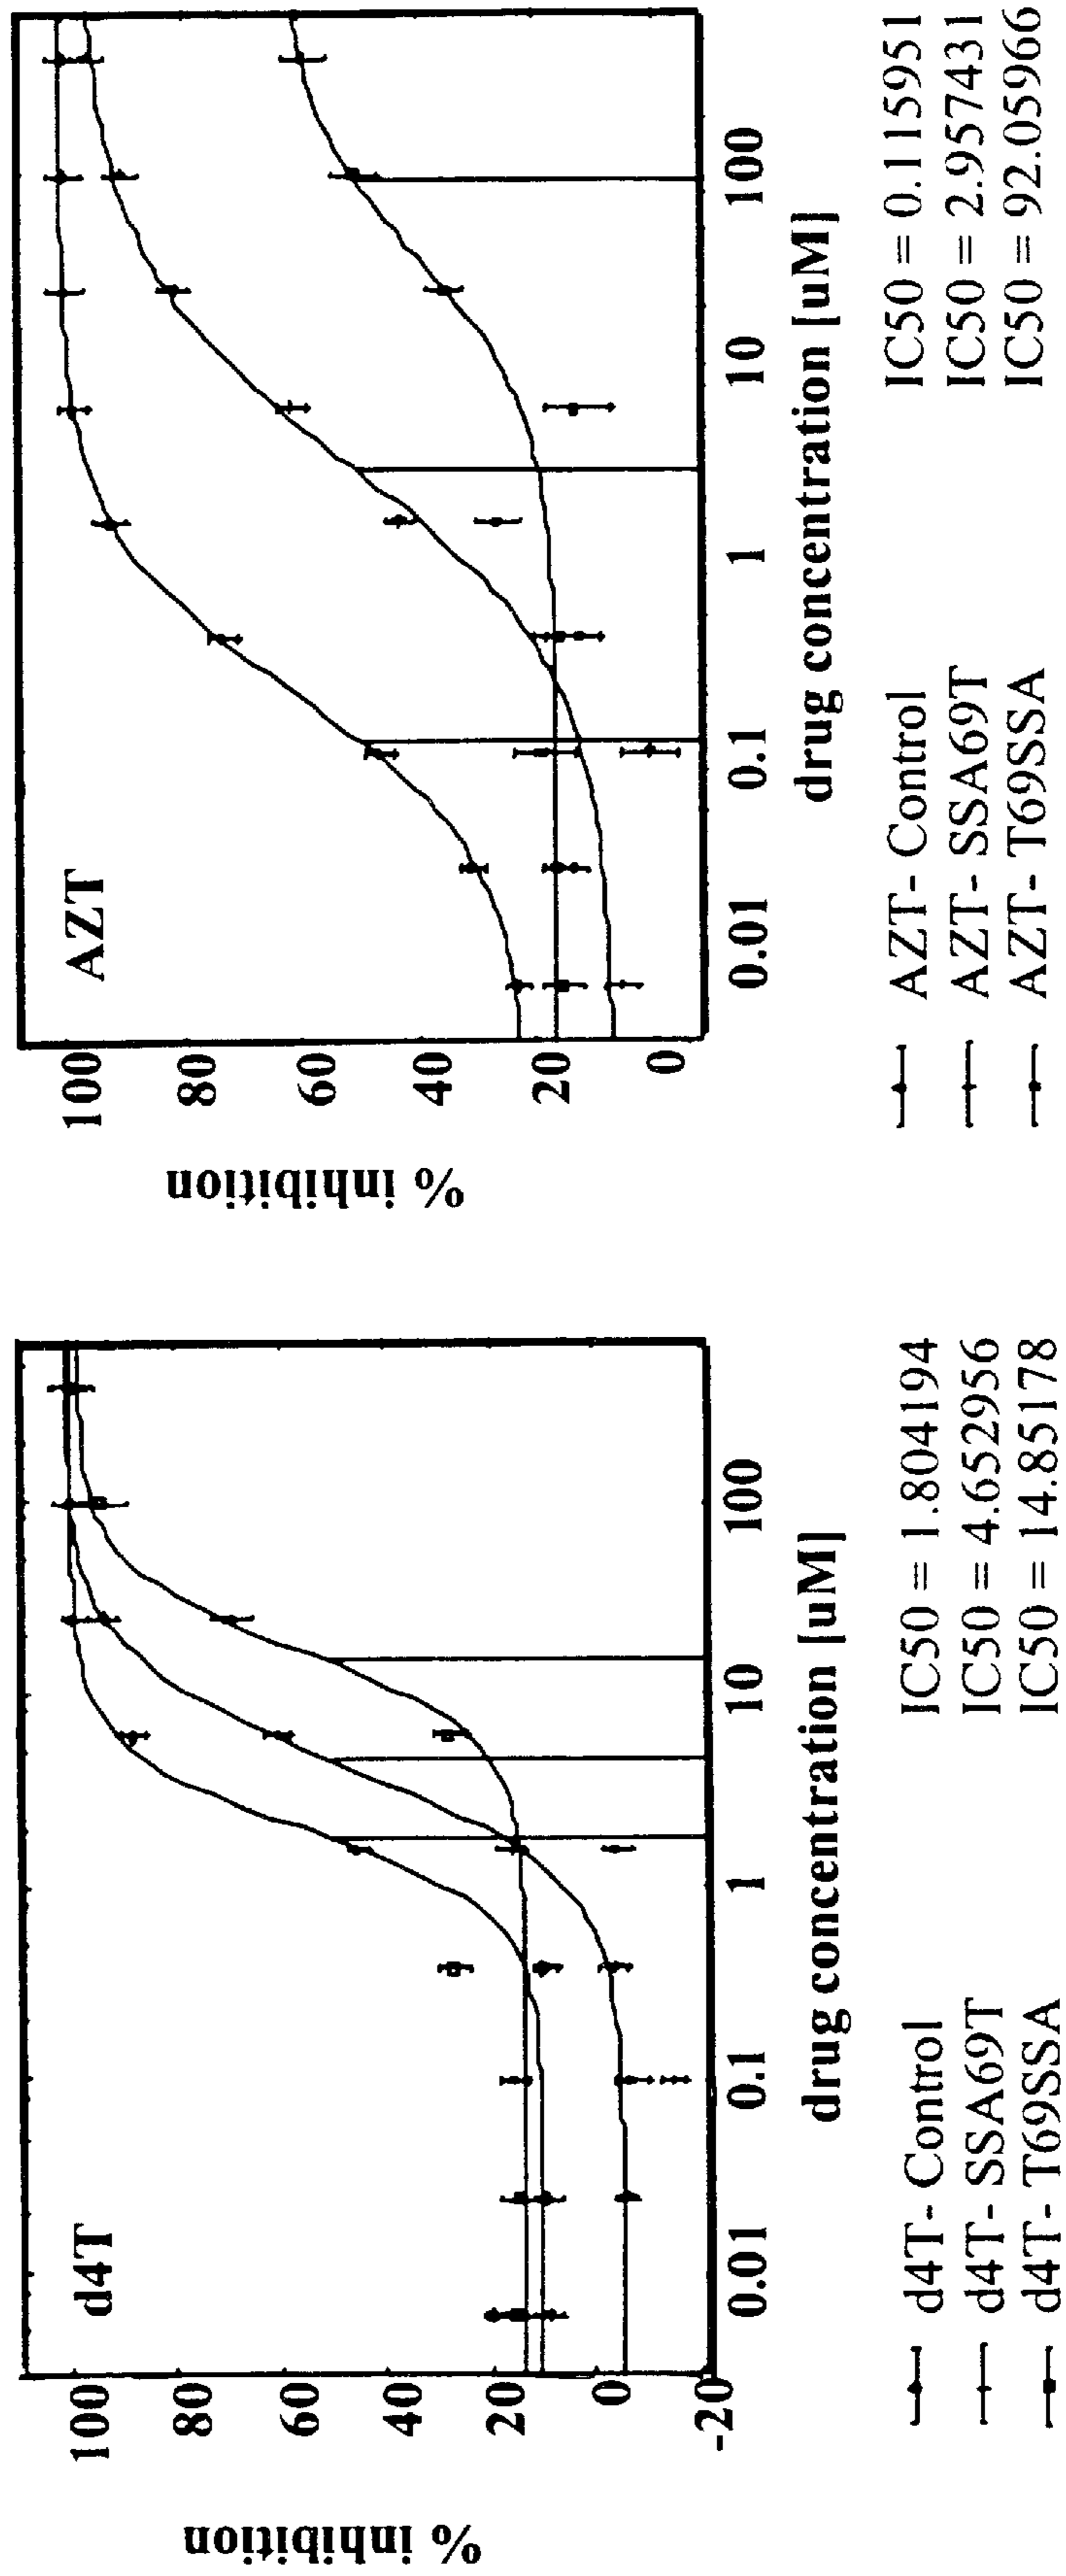 d4T
% inhibition
100
80
60
40
20
0
-20
0.01
0.1
1
10
100
drug concentration [uM]
d4T- Control IC50 = 1.804194
d4T- SSA69T IC50 = 4.652956
d4T- T69SSA IC50 = 14.85178
AZT
% inhibition
100
80
60
40
20
0
0.01
0.1
1
10
100
drug concentration [uM]
AZT- Control IC50 = 0.115951
AZT- SSA69T IC50 = 2.957431
AZT- T69SSA IC50 = 92.05966